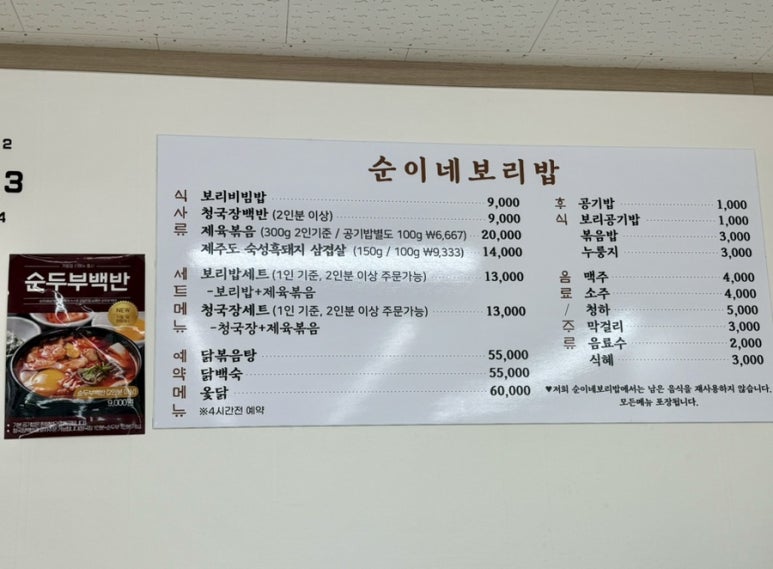 2
3
4
순두부백반
NEW
순두부백반 (2인분 이상)
9,000원
순이네보리밥
식사류
보리비빔밥 9,000
청국장백반 (2인분 이상) 9,000
제육볶음 (300g 2인기준 / 공기밥별도 100g ₩6,667) 20,000
제주도 숙성흑돼지 삼겹살 (150g / 100g ₩9,333) 14,000
세트메뉴
보리밥세트 (1인 기준, 2인분 이상 주문가능) 13,000
-보리밥+제육볶음
청국장세트 (1인 기준, 2인분 이상 주문가능) 13,000
-청국장+제육볶음
예약메뉴
닭볶음탕 55,000
닭백숙 55,000
옻닭 60,000
※4시간전 예약
후식
공기밥 1,000
보리공기밥 1,000
볶음밥 3,000
누룽지 3,000
음료/주류
맥주 4,000
소주 4,000
청하 5,000
막걸리 3,000
음료수 2,000
식혜 3,000
♥저희 순이네보리밥에서는 남은 음식을 재사용하지 않습니다.
모든메뉴 포장됩니다.